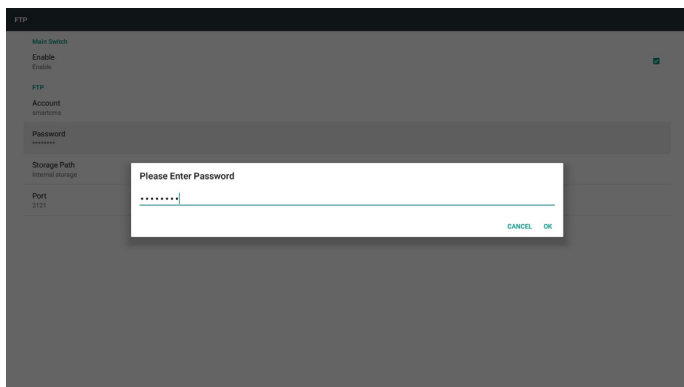 FTP
Main Switch
Enable
Enable
FTP
Account
smartoms
Password
********
Storage Path
Internal storage
Port
2121
Please Enter Password
••••••••
CANCEL OK